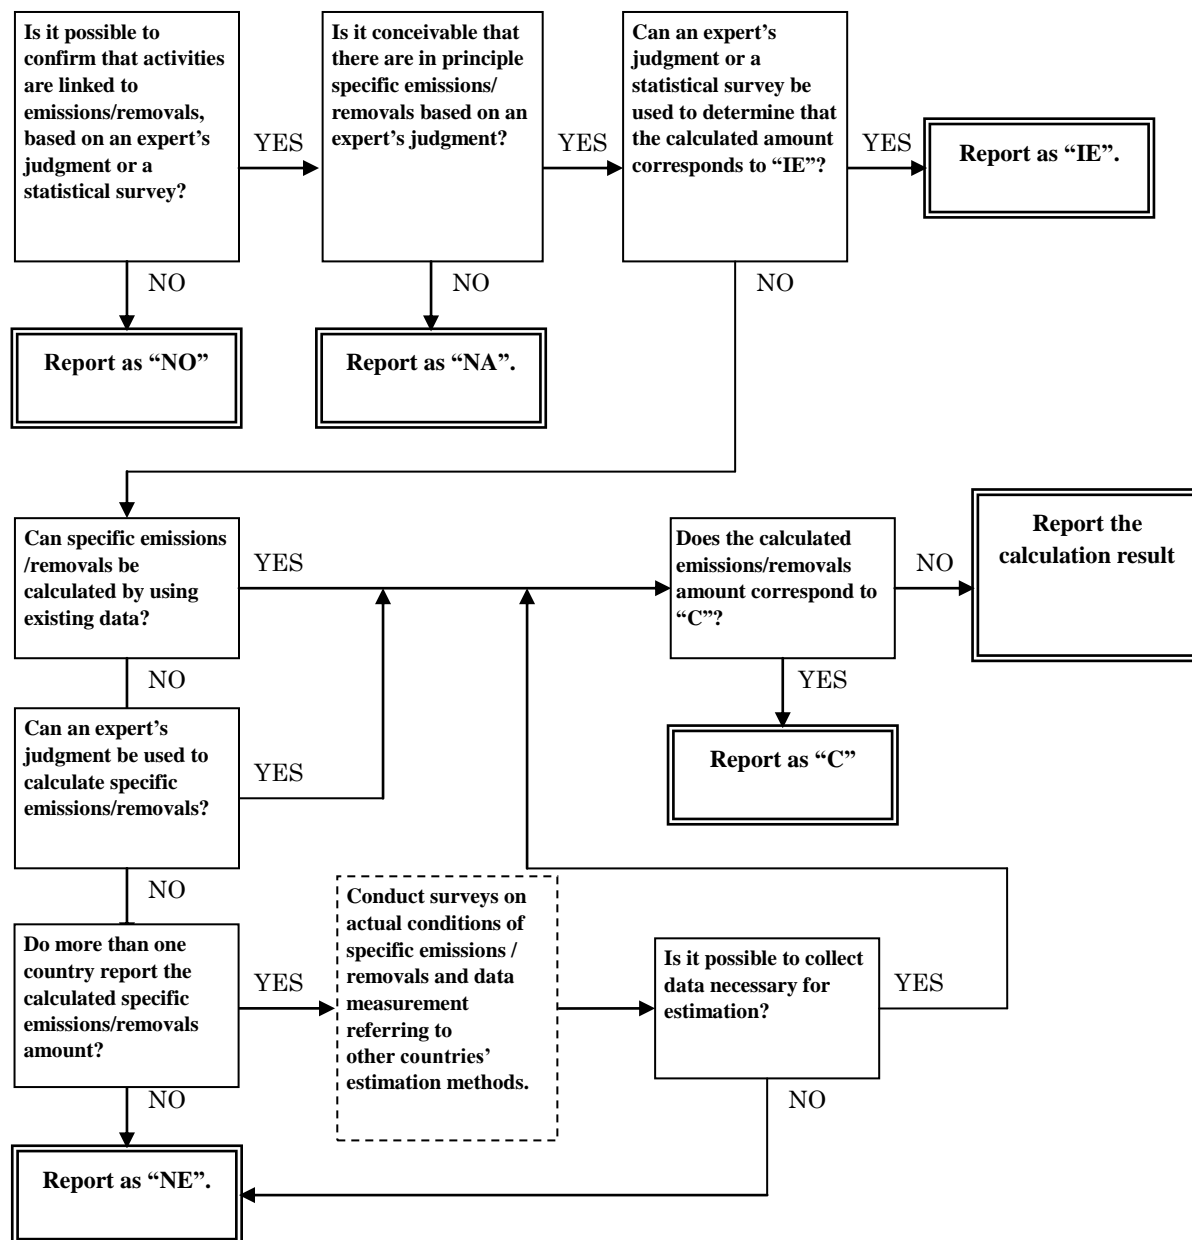 Is it possible to
confirm that activities
are linked to
emissions/removals,
based on an expert’s
judgment or a
statistical survey?
YES
NO
Report as “NO”
Is it conceivable that
there are in principle
specific emissions/
removals based on an
expert’s judgment?
YES
NO
Report as “NA”.
Can an expert’s
judgment or a
statistical survey be
used to determine that
the calculated amount
corresponds to “IE”?
YES
NO
Report as “IE”.
Can specific emissions
/removals be
calculated by using
existing data?
YES
NO
Does the calculated
emissions/removals
amount correspond to
“C”?
NO
YES
Report the
calculation result
Report as “C”
Can an expert’s
judgment be used to
calculate specific
emissions/removals?
YES
NO
Do more than one
country report the
calculated specific
emissions/removals
amount?
YES
NO
Conduct surveys on
actual conditions of
specific emissions /
removals and data
measurement
referring to
other countries’
estimation methods.
Is it possible to collect
data necessary for
estimation?
YES
NO
Report as “NE”.